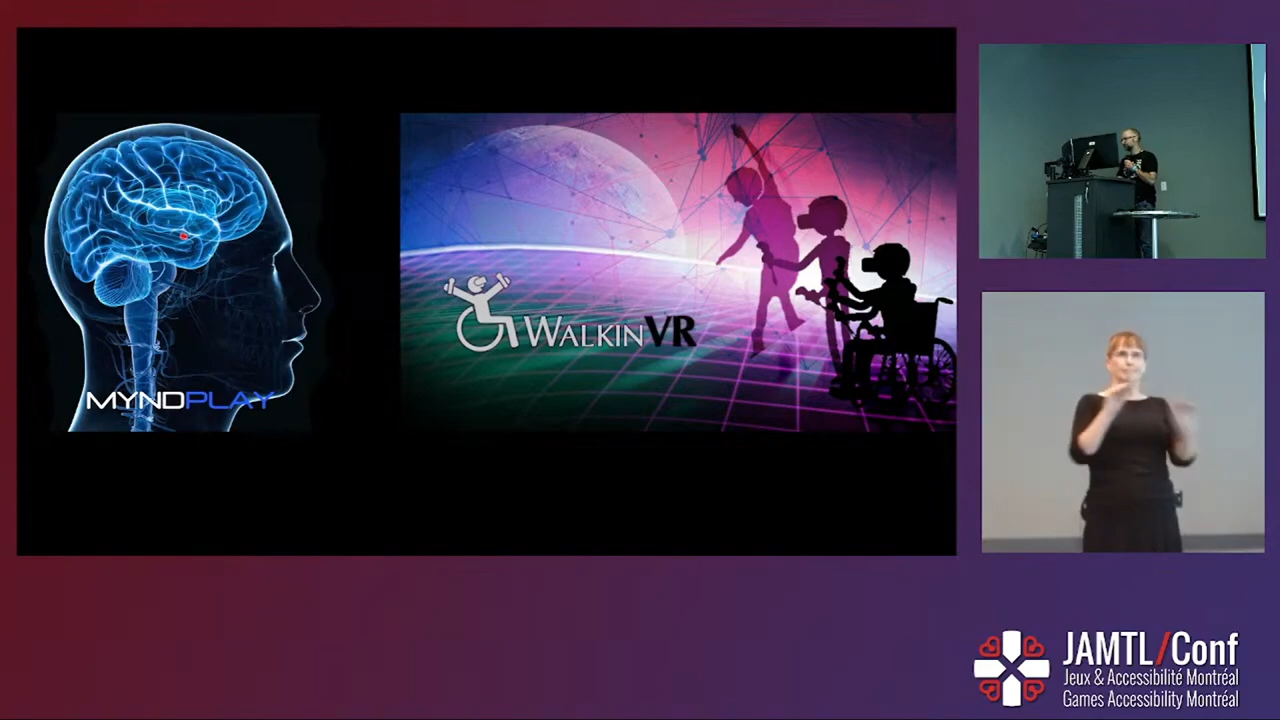 MYNDPLAY
WALKINVR
JAMTL/Conf
Jeux & Accessibilité Montréal
Games Accessibility Montréal